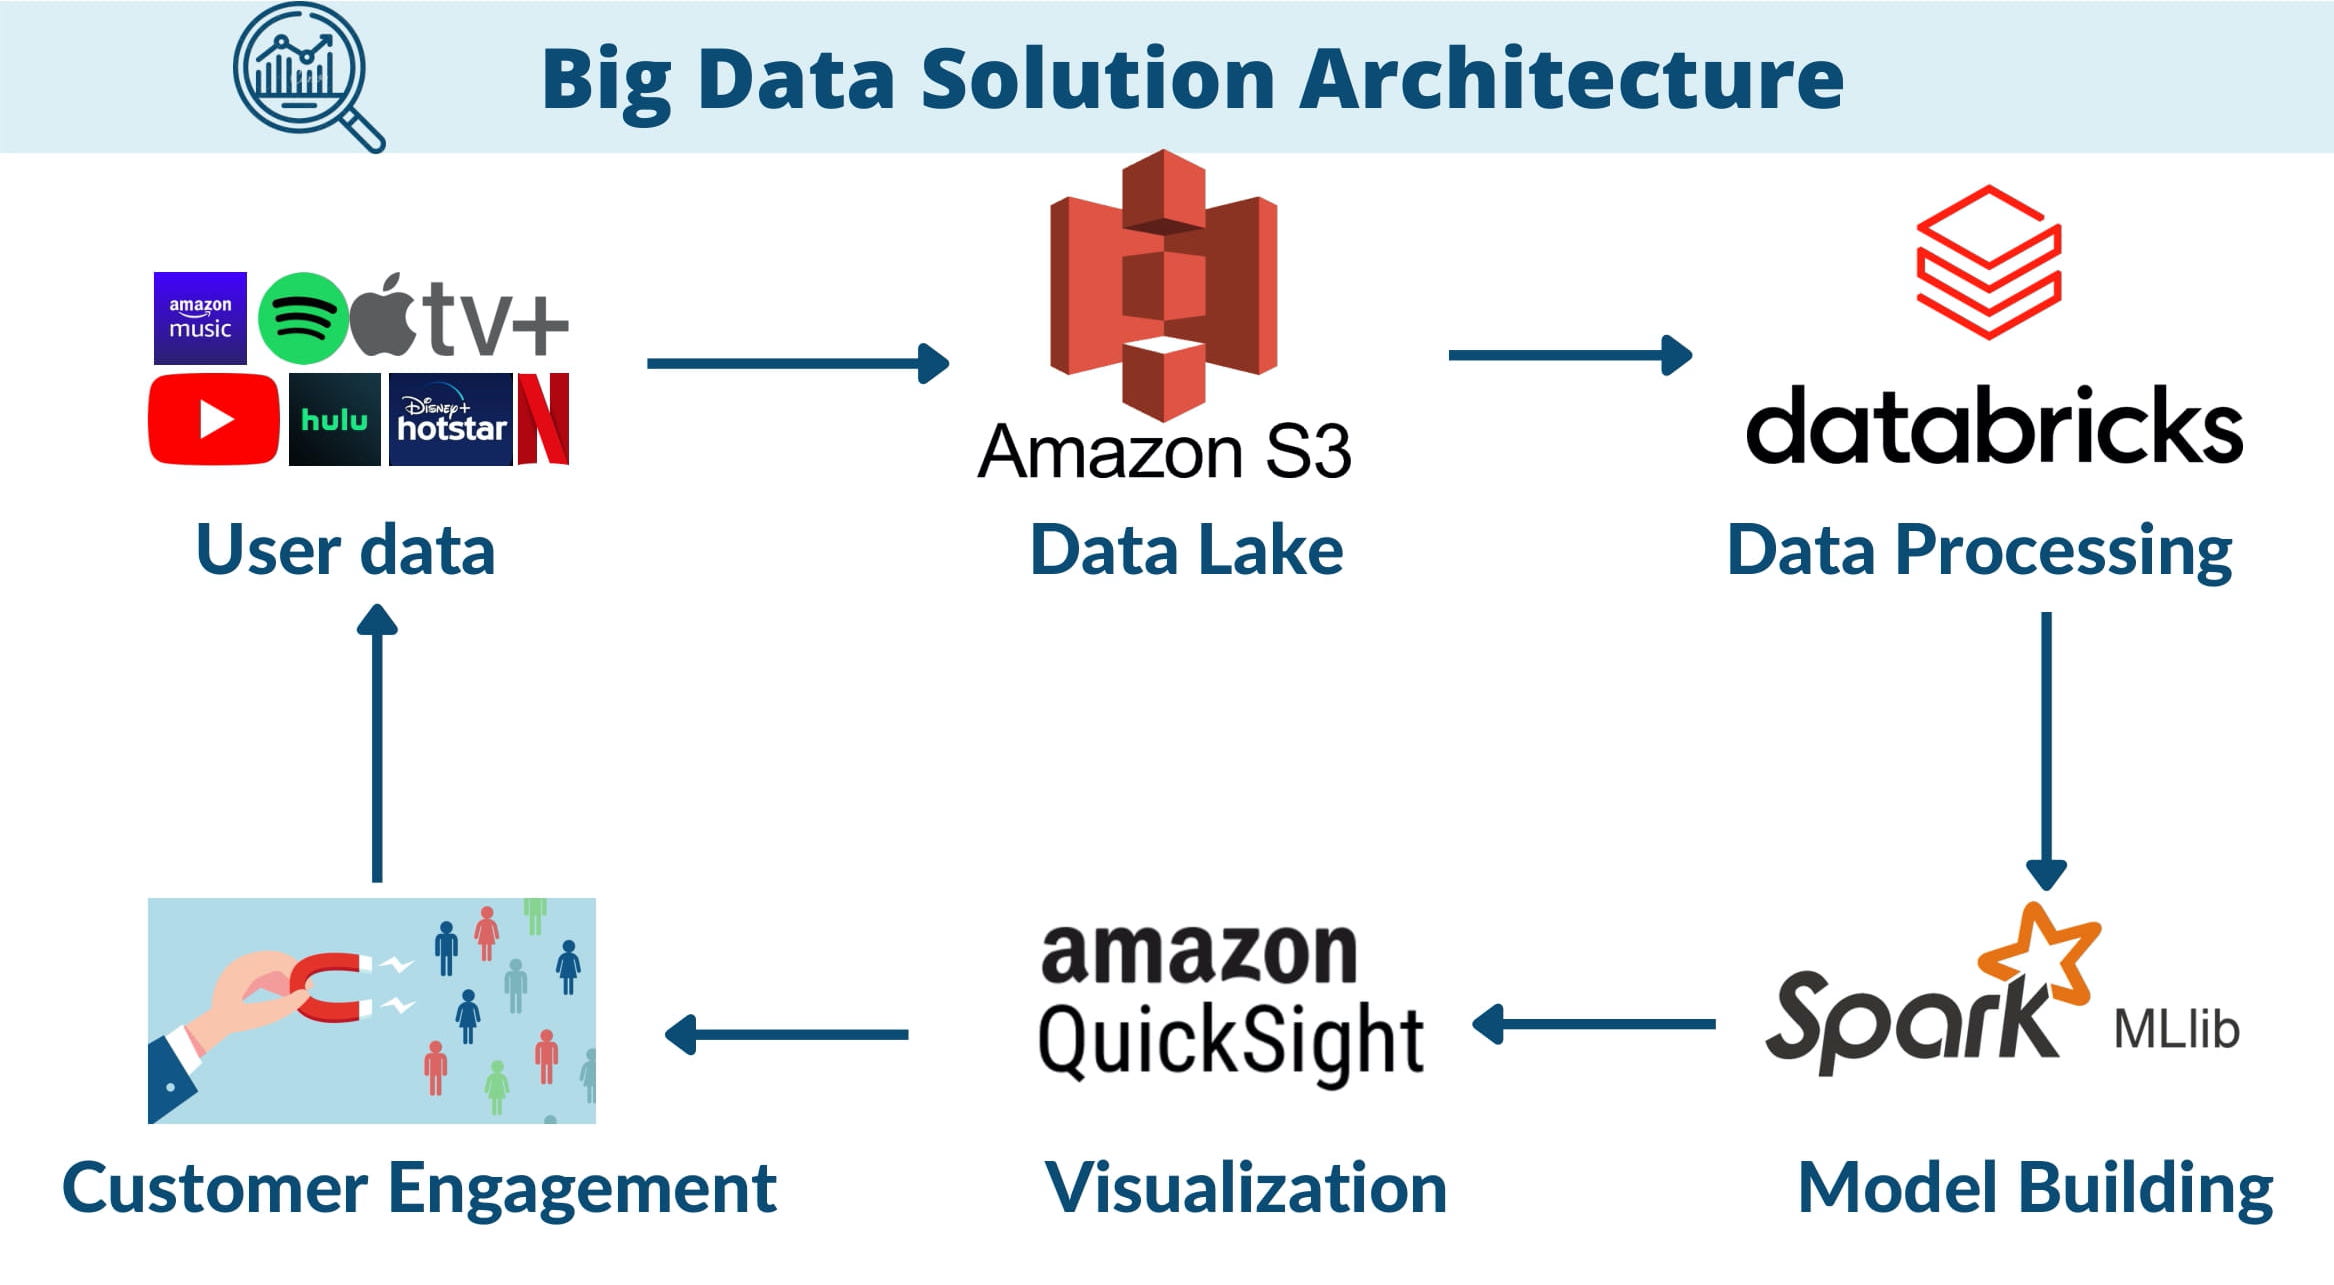 Big Data Solution Architecture
amazon
music
tv+
hulu
Disney+
hotstar
Amazon S3
databricks
User data
Data Lake
Data Processing
amazon
QuickSight
Spark MLlib
Customer Engagement
Visualization
Model Building